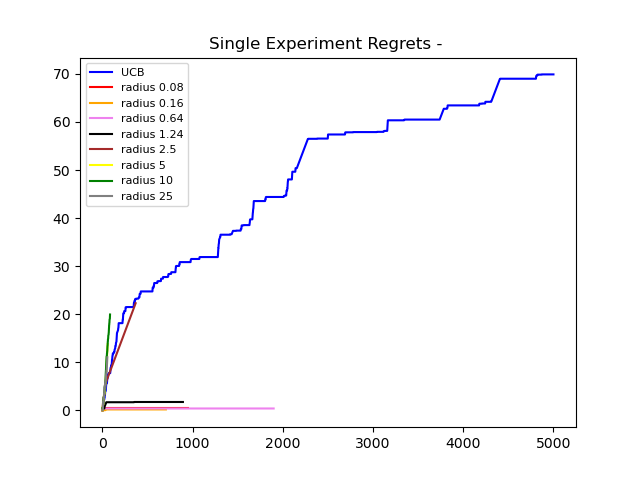 Single Experiment Regrets -
70
60
50
40
30
20
10
0
UCB
radius 0.08
radius 0.16
radius 0.64
radius 1.24
radius 2.5
radius 5
radius 10
radius 25
0 1000 2000 3000 4000 5000